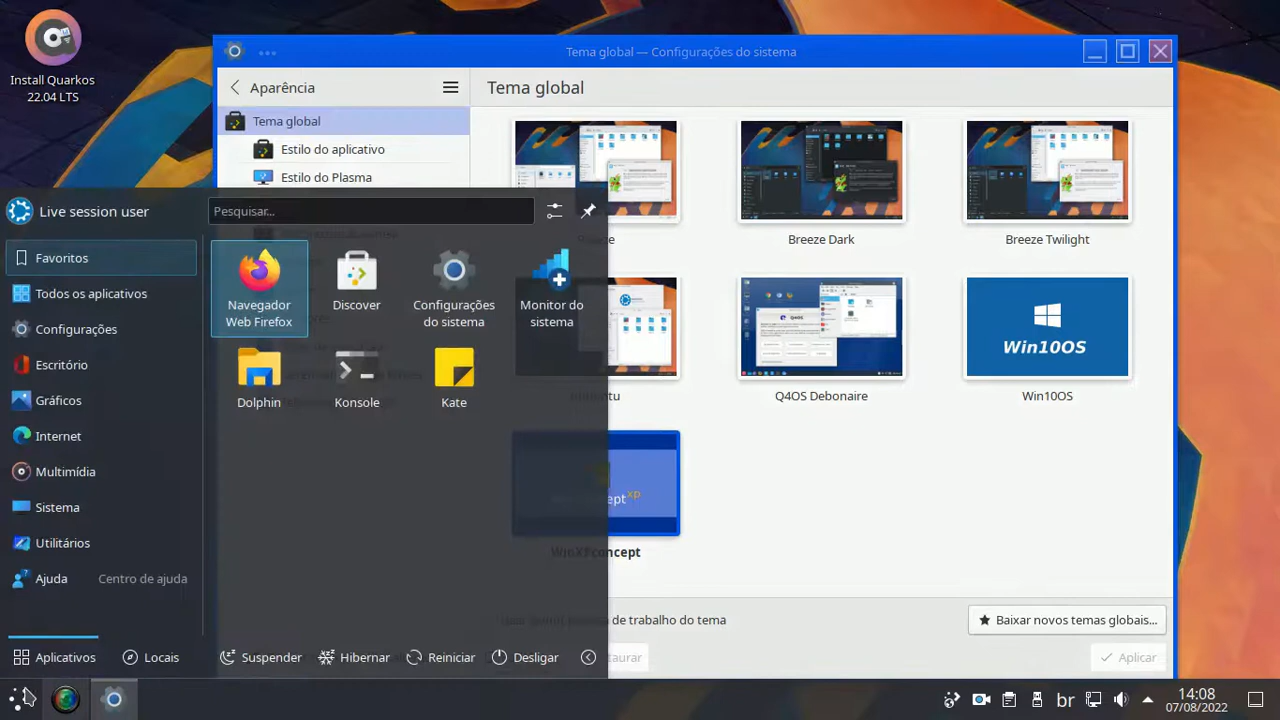 Install Quarkos
22.04 LTS
Tema global — Configurações do sistema
Aparência
Tema global
Tema global
Estilo do aplicativo
Estilo do Plasma
Breeze Dark
Breeze Twilight
Live session user
Pesquisar...
Favoritos
Todos os aplicativos
Configurações
Escritório
Gráficos
Internet
Multimídia
Sistema
Utilitários
Ajuda
Centro de ajuda
Navegador
Web Firefox
Discover
Configurações
do sistema
Monitor do
sistema
Dolphin
Konsole
Kate
Q4OS Debonaire
Win10OS
Win10OS
WinXPconcept
de trabalho do tema
Baixar novos temas globais...
Aplicar
Aplicativos
Locais
Suspender
Hibernar
Reiniciar
Desligar
br
14:08
07/08/2022